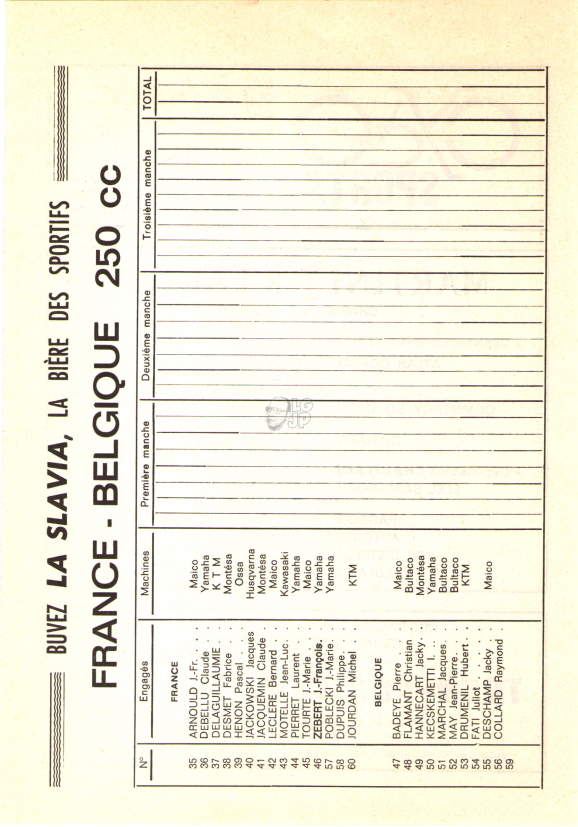 BUVEZ LA SLAVIA, LA BIÈRE DES SPORTIFS
FRANCE - BELGIQUE 250 CC
N° Engagés Machines Première manche Deuxième manche Troisième manche TOTAL
FRANCE
35 ARNOULD J.-Fr. . . . Maico
36 DEBELLU Claude . . Yamaha
37 DELAGUILLAUMIE . . K T M
38 DESMET Fabrice . . Montésa
39 HENON Pascal . . . Ossa
40 JACKOWSKI Jacques Husqvarna
41 JACQUEMIN Claude . Montésa
42 LECLERE Bernard . . Maico
43 MOTELLE Jean-Luc. . Kawasaki
44 PIERRET Laurent . . Yamaha
45 TOURTE J.-Marie . . Maico
46 ZEBERT J.-François. Yamaha
57 POBLECKI J.-Marie. . Yamaha
58 DUPUIS Philippe. . .
60 JOURDAN Michel . . KTM
BELGIQUE
47 BADEYE Pierre . . . Maico
48 FLAMANT Christian . Bultaco
49 HANNECART Jacky. . Montésa
50 KECSKEMETTI I. . . Yamaha
51 MARCHAL Jacques. . Bultaco
52 MAY Jean-Pierre. . . Bultaco
53 DRUMENIL Hubert . . KTM
54 FATI Juliot . . . .
55 DESCHAMP Jacky . . Maico
56 COLLARD Raymond .
59
LG
JP